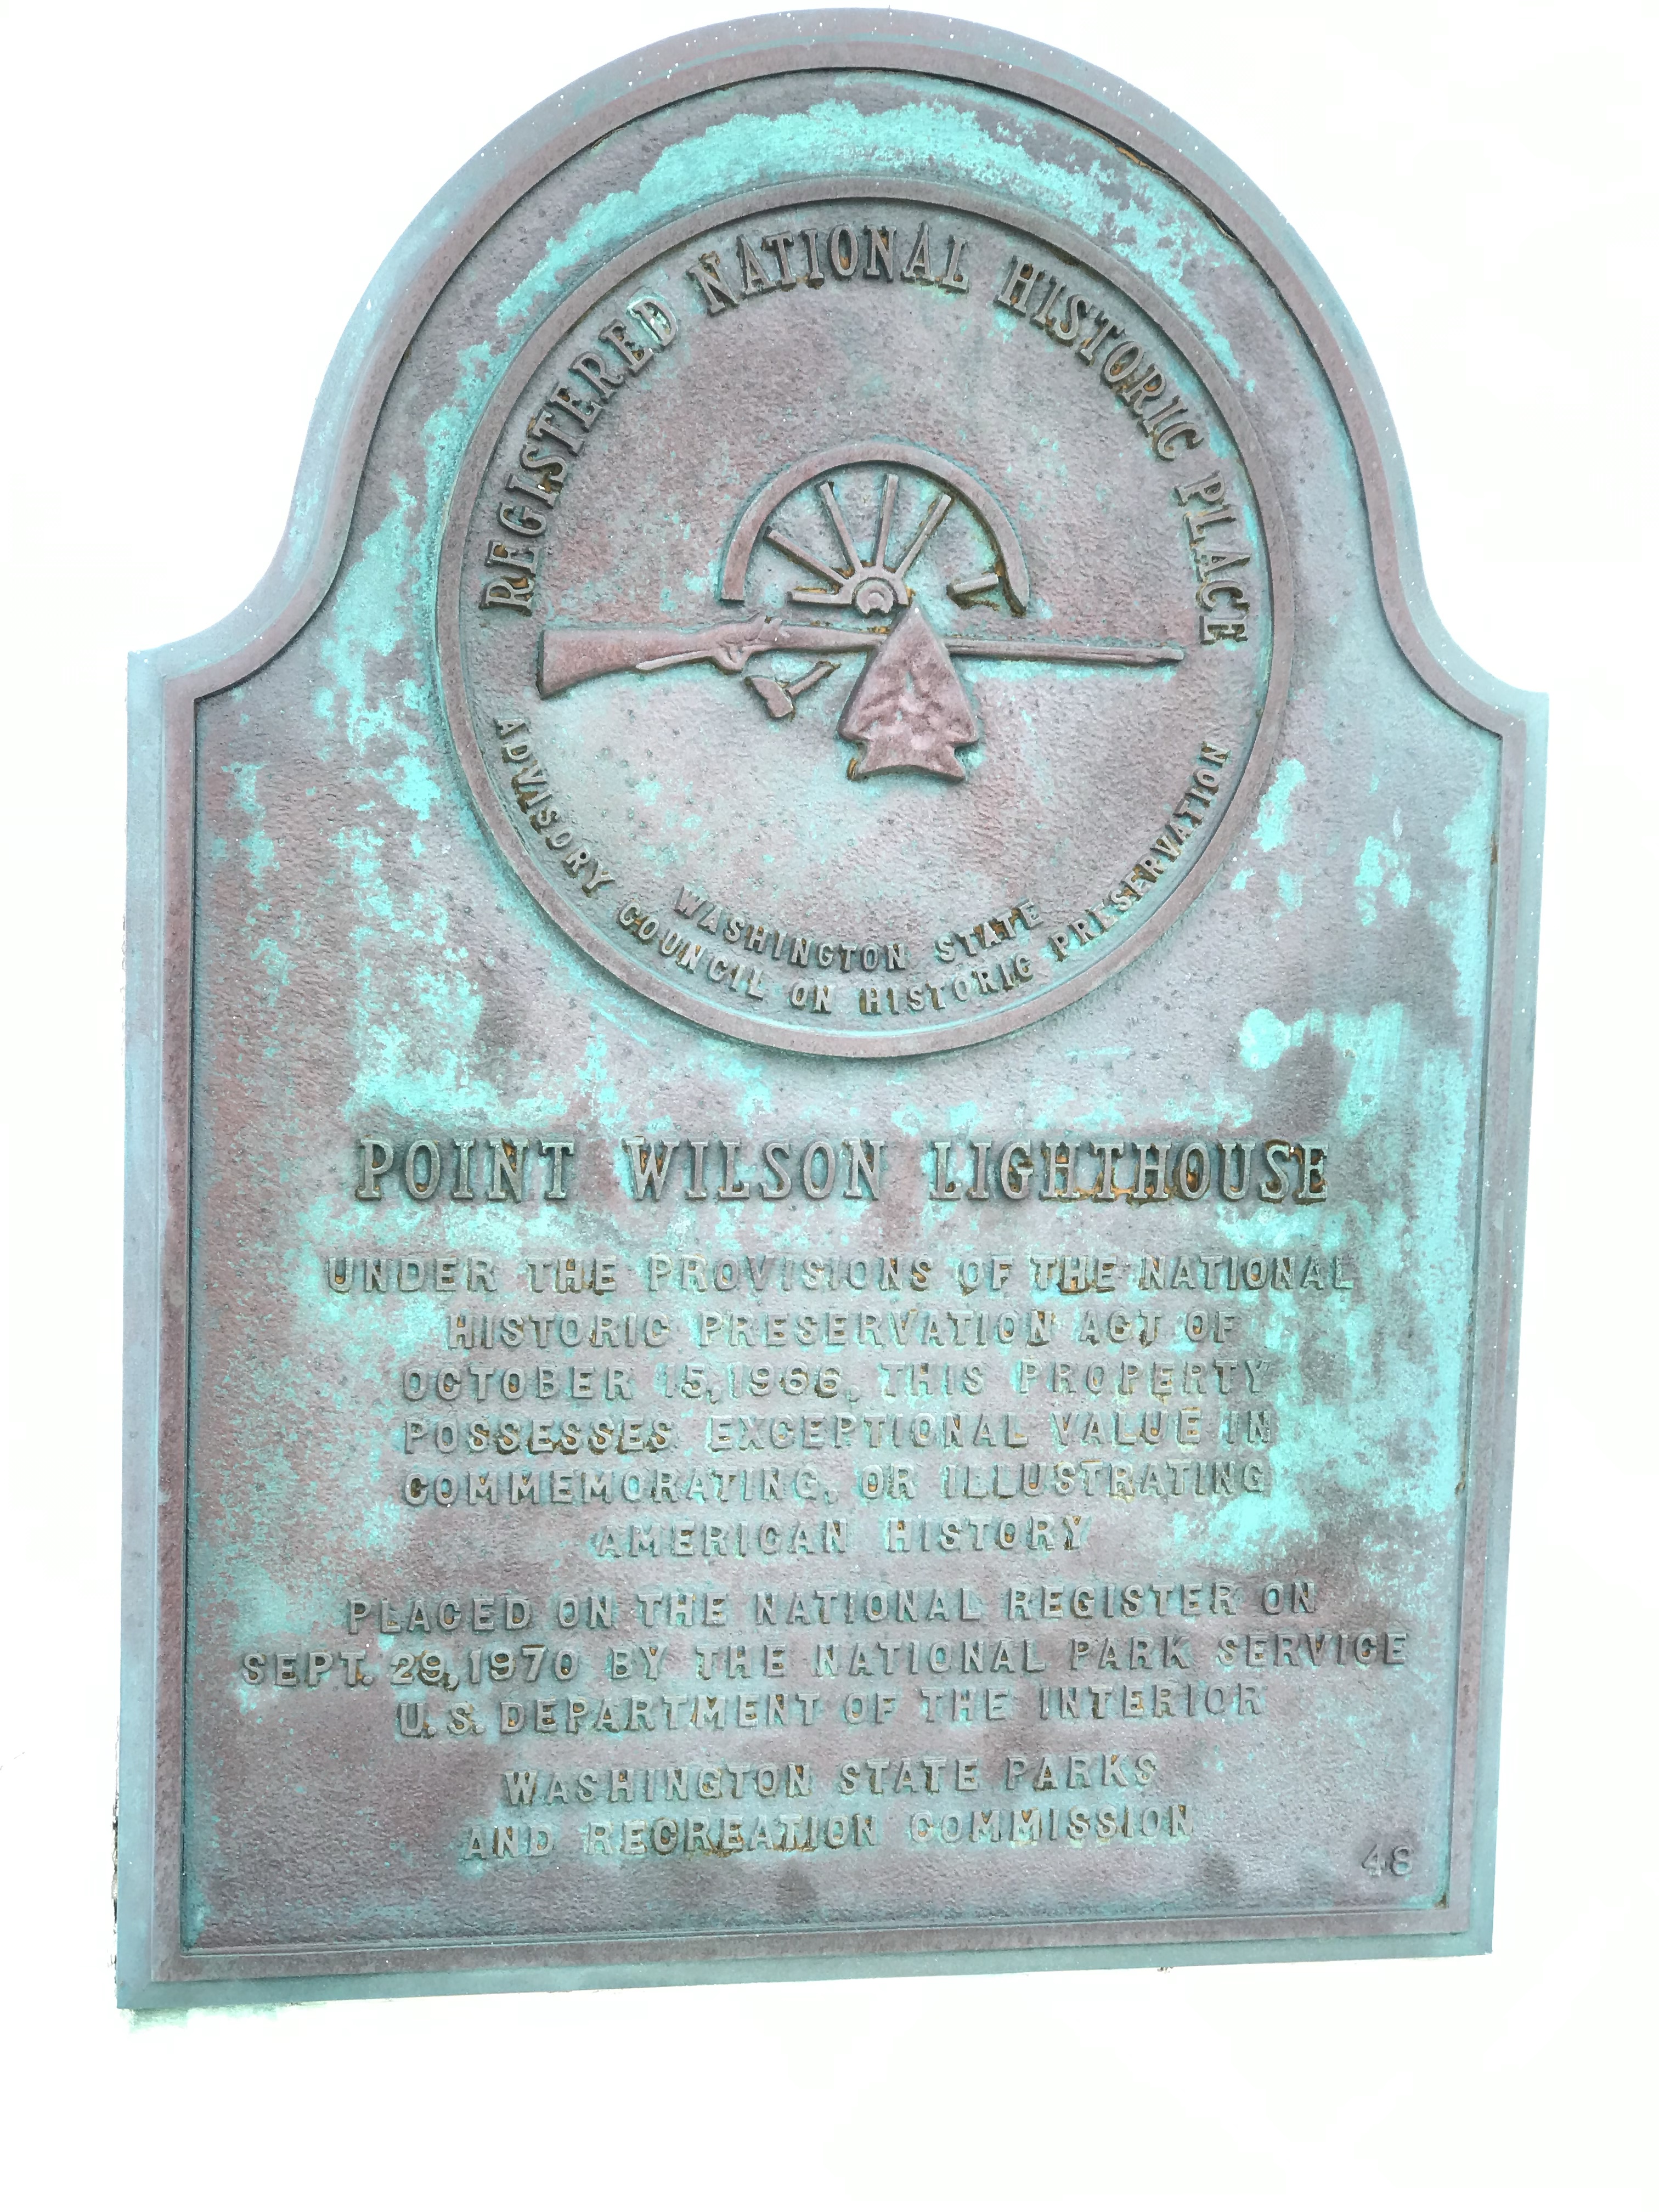 REGISTERED NATIONAL HISTORIC PLACE
WASHINGTON STATE
ADVISORY COUNCIL ON HISTORIC PRESERVATION
POINT WILSON LIGHTHOUSE
UNDER THE PROVISIONS OF THE NATIONAL
HISTORIC PRESERVATION ACT OF
OCTOBER 15, 1966, THIS PROPERTY
POSSESSES EXCEPTIONAL VALUE IN
COMMEMORATING, OR ILLUSTRATING
AMERICAN HISTORY
PLACED ON THE NATIONAL REGISTER ON
SEPT. 29, 1970 BY THE NATIONAL PARK SERVICE
U.S. DEPARTMENT OF THE INTERIOR
WASHINGTON STATE PARKS
AND RECREATION COMMISSION
48